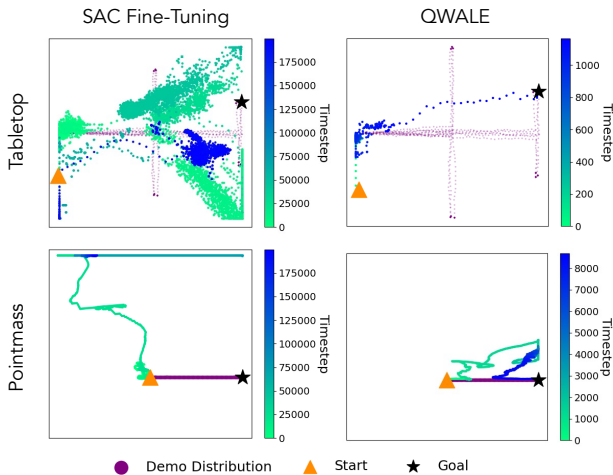 SAC Fine-Tuning
QWALE
Tabletop
175000
150000
125000
100000
75000
50000
25000
0
Timestep
1000
800
600
400
200
0
Timestep
Pointmass
175000
150000
125000
100000
75000
50000
25000
0
Timestep
8000
7000
6000
5000
4000
3000
2000
1000
0
Timestep
Demo Distribution
Start
Goal